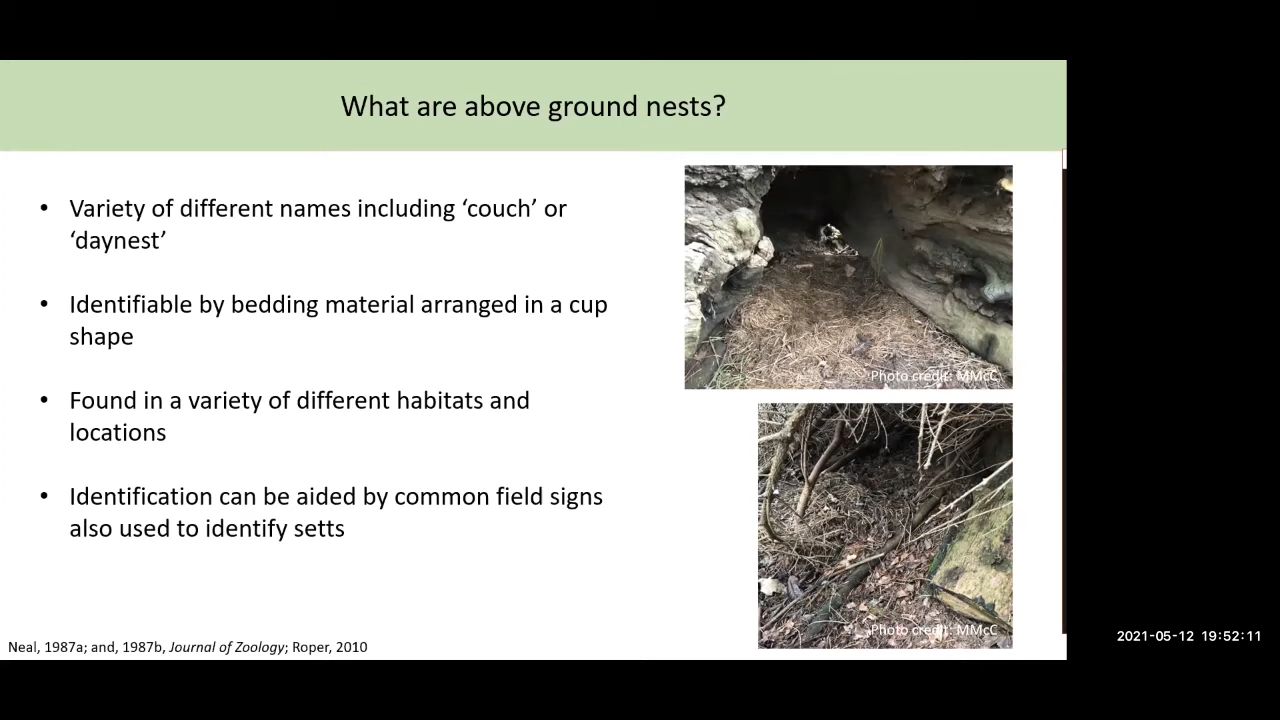 What are above ground nests?
• Variety of different names including ‘couch’ or
‘daynest’
• Identifiable by bedding material arranged in a cup
shape
• Found in a variety of different habitats and
locations
• Identification can be aided by common field signs
also used to identify setts
Photo credit: MMcC
Photo credit: MMcC
Neal, 1987a; and, 1987b, Journal of Zoology; Roper, 2010
2021-05-12 19:52:11